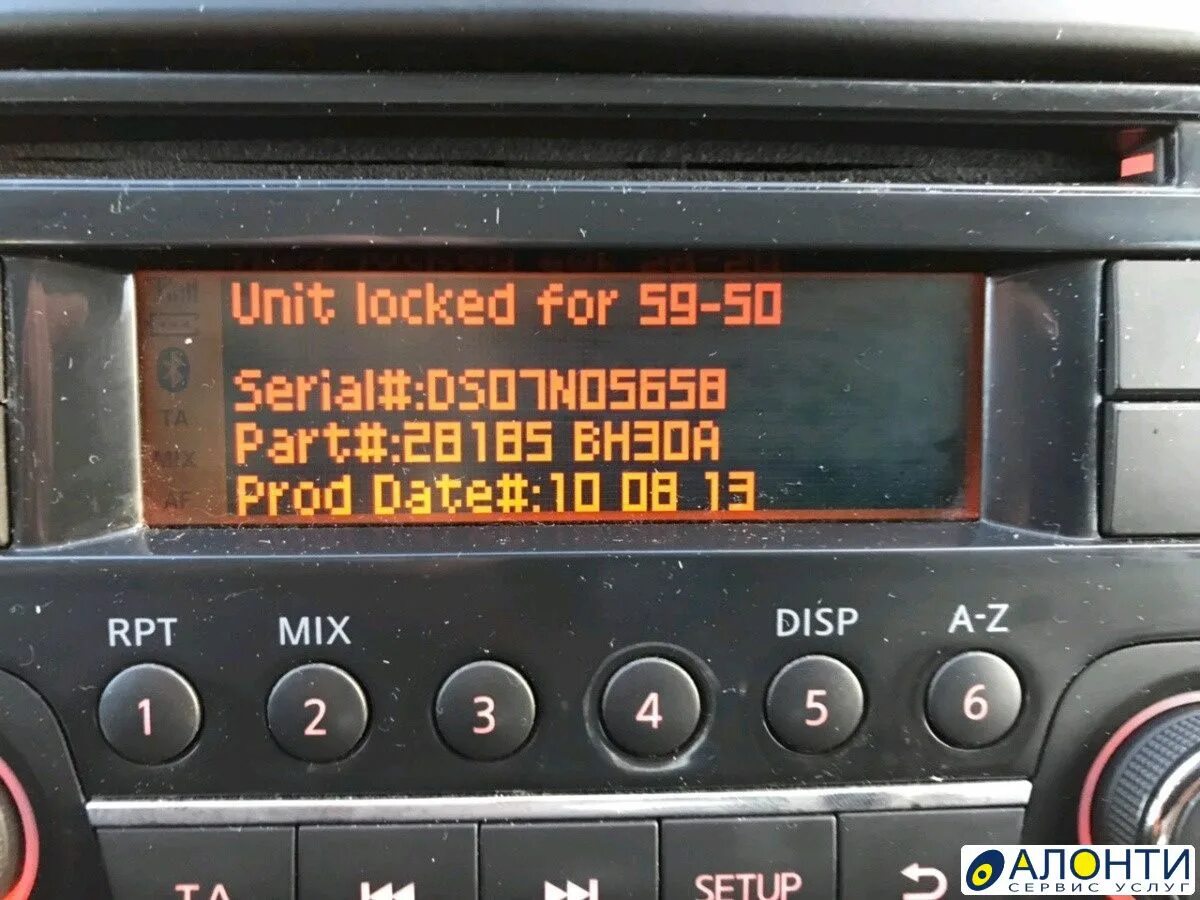 Unit locked for 59-50
Serial#:DS07N05658
Part#:28185 BH30A
Prod Date#:10 08 13
TA
MIX
AF
RPT
MIX
DISP
A-Z
1
2
3
4
5
6
TA
SETUP
АЛОНТИ
СЕРВИС УСЛУГ